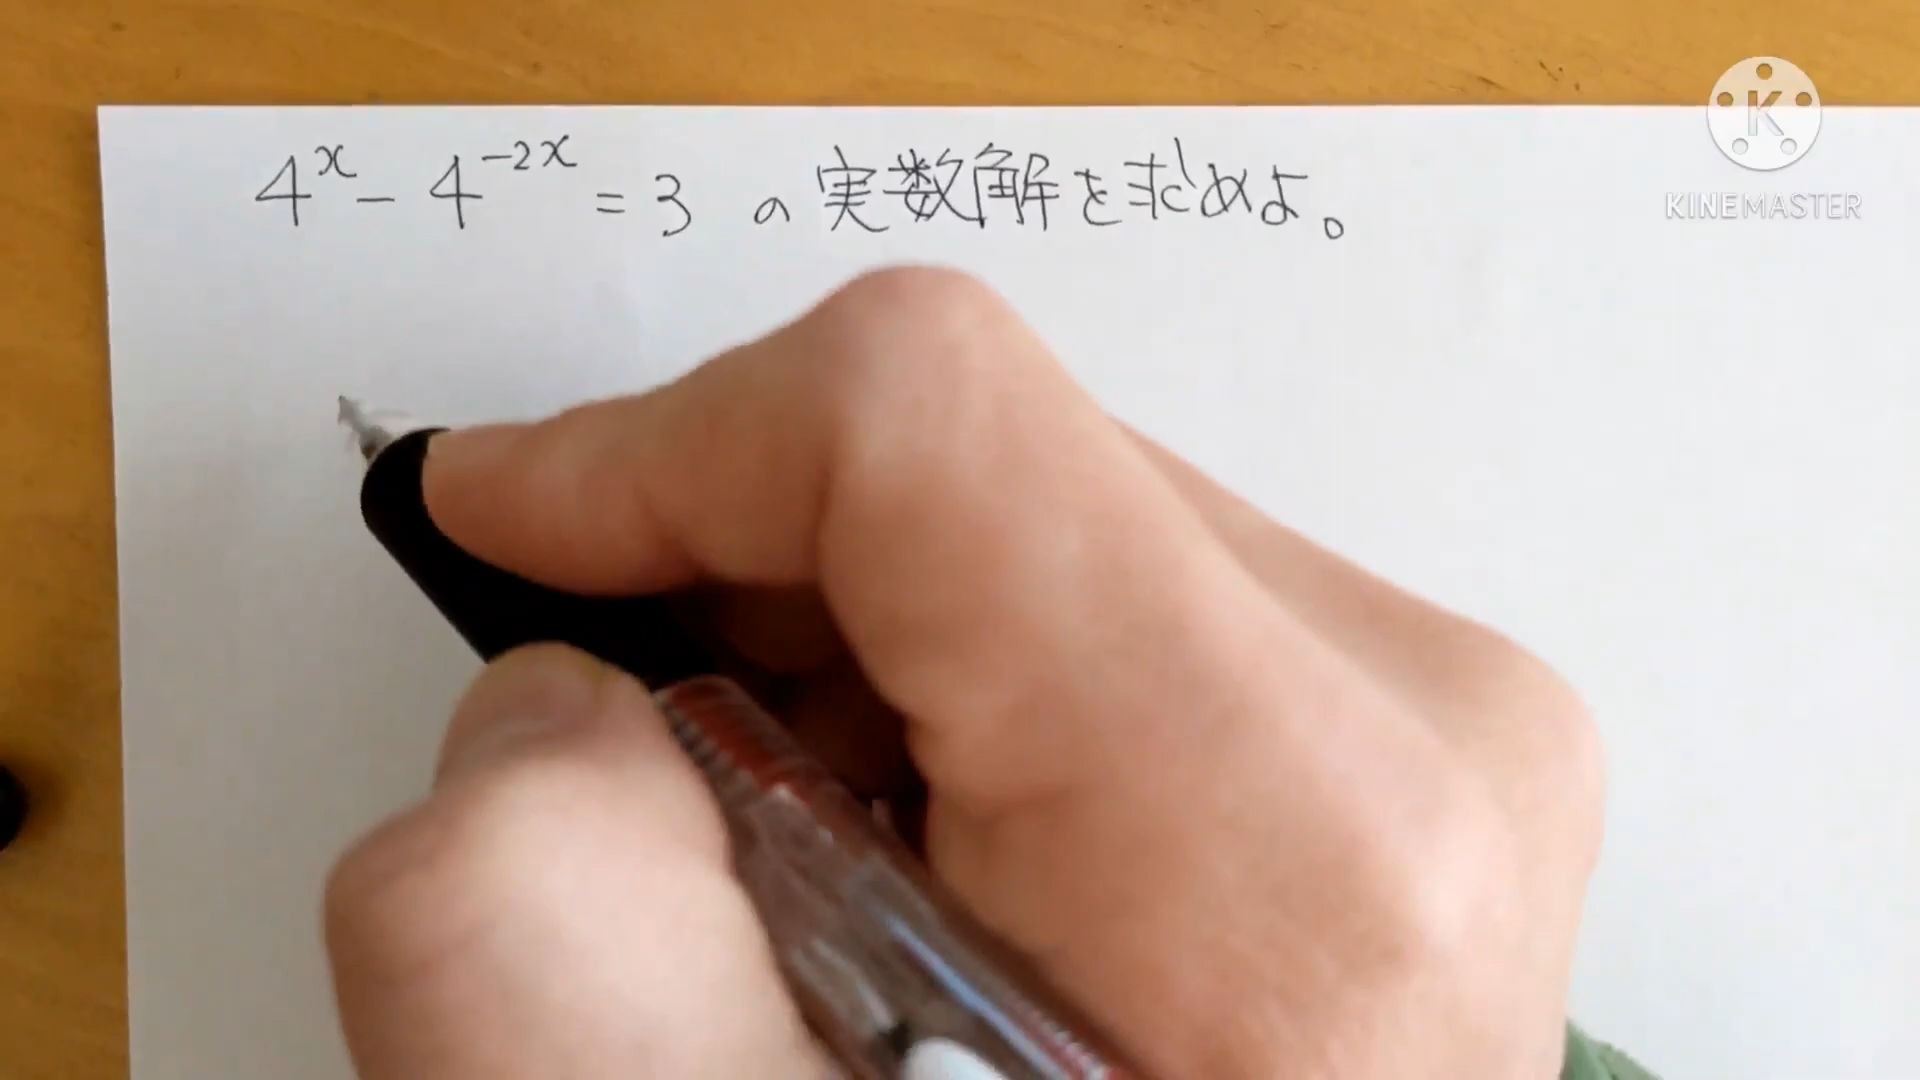 4^x - 4^{-2x} = 3 の実数解を求めよ。
K
KINEMASTER